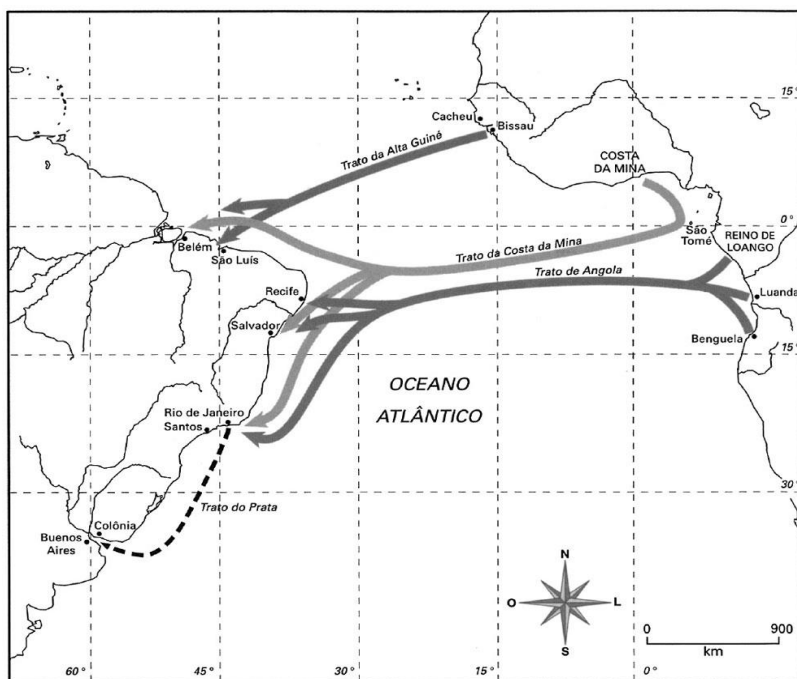 15°
Cacheu
Bissau
Trato da Alta Guiné
COSTA
DA MINA
0°
São
Tomé
REINO DE
LOANGO
Belém
São Luís
Trato da Costa da Mina
Trato de Angola
Recife
Luanda
Salvador
Benguela
15°
OCEANO
ATLÂNTICO
Rio de Janeiro
Santos
30°
Trato do Prata
Colônia
Buenos
Aires
N
O
L
S
0
900
km
60°
45°
30°
15°
0°